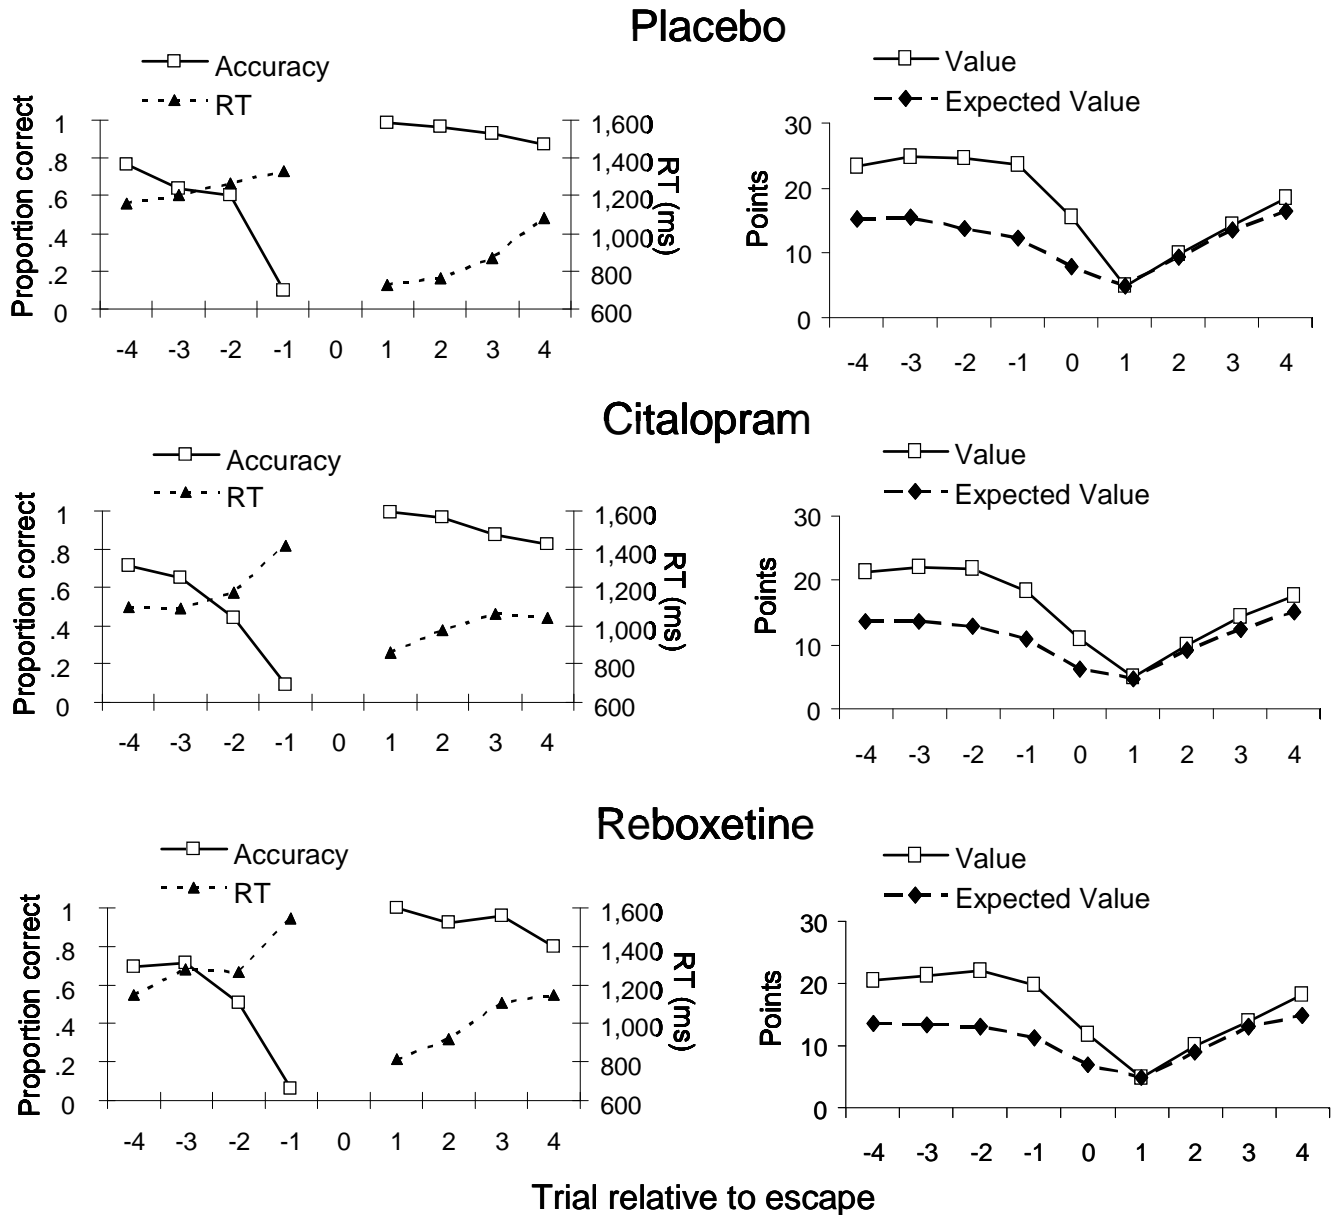 Placebo
Accuracy
RT
Proportion correct
1
.8
.6
.4
.2
0
1,600
1,400
1,200
1,000
800
600
RT (ms)
-4 -3 -2 -1 0 1 2 3 4
Value
Expected Value
Points
30
20
10
0
-4 -3 -2 -1 0 1 2 3 4
Citalopram
Accuracy
RT
Proportion correct
1
.8
.6
.4
.2
0
1,600
1,400
1,200
1,000
800
600
RT (ms)
-4 -3 -2 -1 0 1 2 3 4
Value
Expected Value
Points
30
20
10
0
-4 -3 -2 -1 0 1 2 3 4
Reboxetine
Accuracy
RT
Proportion correct
1
.8
.6
.4
.2
0
1,600
1,400
1,200
1,000
800
600
RT (ms)
-4 -3 -2 -1 0 1 2 3 4
Value
Expected Value
Points
30
20
10
0
-4 -3 -2 -1 0 1 2 3 4
Trial relative to escape